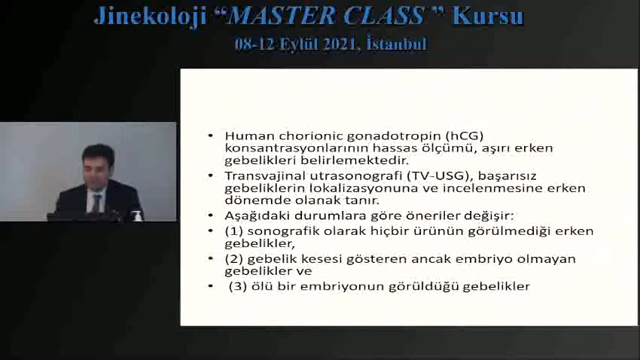 Jinekoloji “MASTER CLASS ” Kursu
08-12 Eylül 2021, İstanbul
• Human chorionic gonadotropin (hCG)
konsantrasyonlarının hassas ölçümü, aşırı erken
gebelikleri belirlemektedir.
• Transvajinal utrasonografi (TV-USG), başarısız
gebeliklerin lokalizasyonuna ve incelenmesine erken
dönemde olanak tanır.
• Aşağıdaki durumlara göre öneriler değişir:
• (1) sonografik olarak hiçbir ürünün görülmediği erken
gebelikler,
• (2) gebelik kesesi gösteren ancak embriyo olmayan
gebelikler ve
• (3) ölü bir embriyonun görüldüğü gebelikler